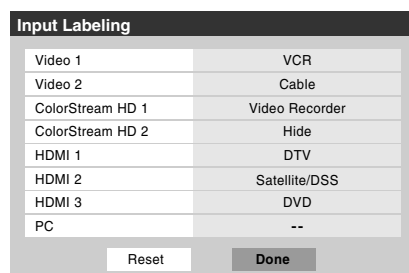 Input Labeling
Video 1 VCR
Video 2 Cable
ColorStream HD 1 Video Recorder
ColorStream HD 2 Hide
HDMI 1 DTV
HDMI 2 Satellite/DSS
HDMI 3 DVD
PC --
Reset Done